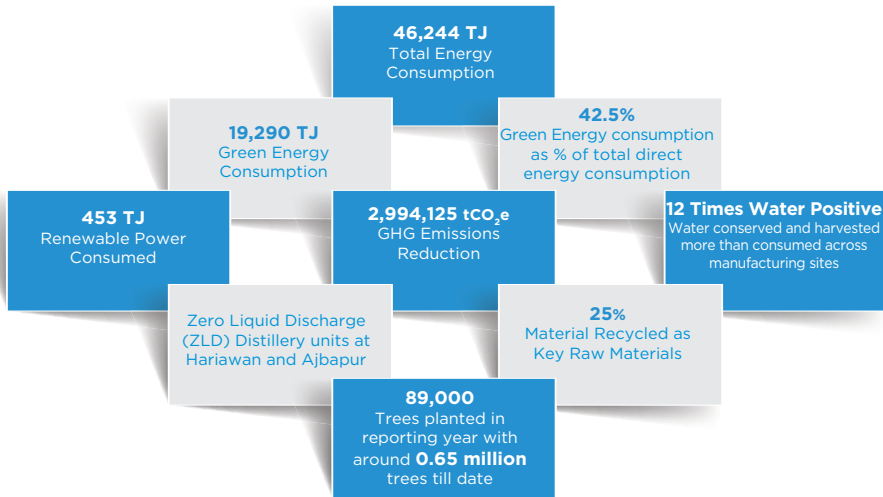 46,244 TJ
Total Energy
Consumption
19,290 TJ
Green Energy
Consumption
42.5%
Green Energy consumption
as % of total direct
energy consumption
453 TJ
Renewable Power
Consumed
2,994,125 tCO₂e
GHG Emissions
Reduction
12 Times Water Positive
Water conserved and harvested
more than consumed across
manufacturing sites
Zero Liquid Discharge
(ZLD) Distillery units at
Hariawan and Ajbapur
25%
Material Recycled as
Key Raw Materials
89,000
Trees planted in
reporting year with
around 0.65 million
trees till date